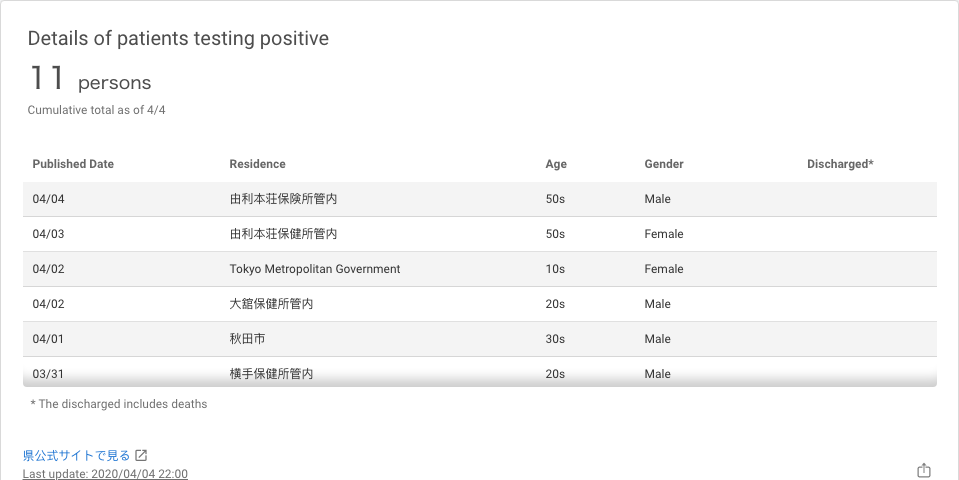 Details of patients testing positive
11 persons
Cumulative total as of 4/4
Published Date Residence Age Gender Discharged*
04/04 由利本荘保険所管内 50s Male
04/03 由利本荘保健所管内 50s Female
04/02 Tokyo Metropolitan Government 10s Female
04/02 大舘保健所管内 20s Male
04/01 秋田市 30s Male
03/31 横手保健所管内 20s Male
* The discharged includes deaths
県公式サイトで見る
Last update: 2020/04/04 22:00